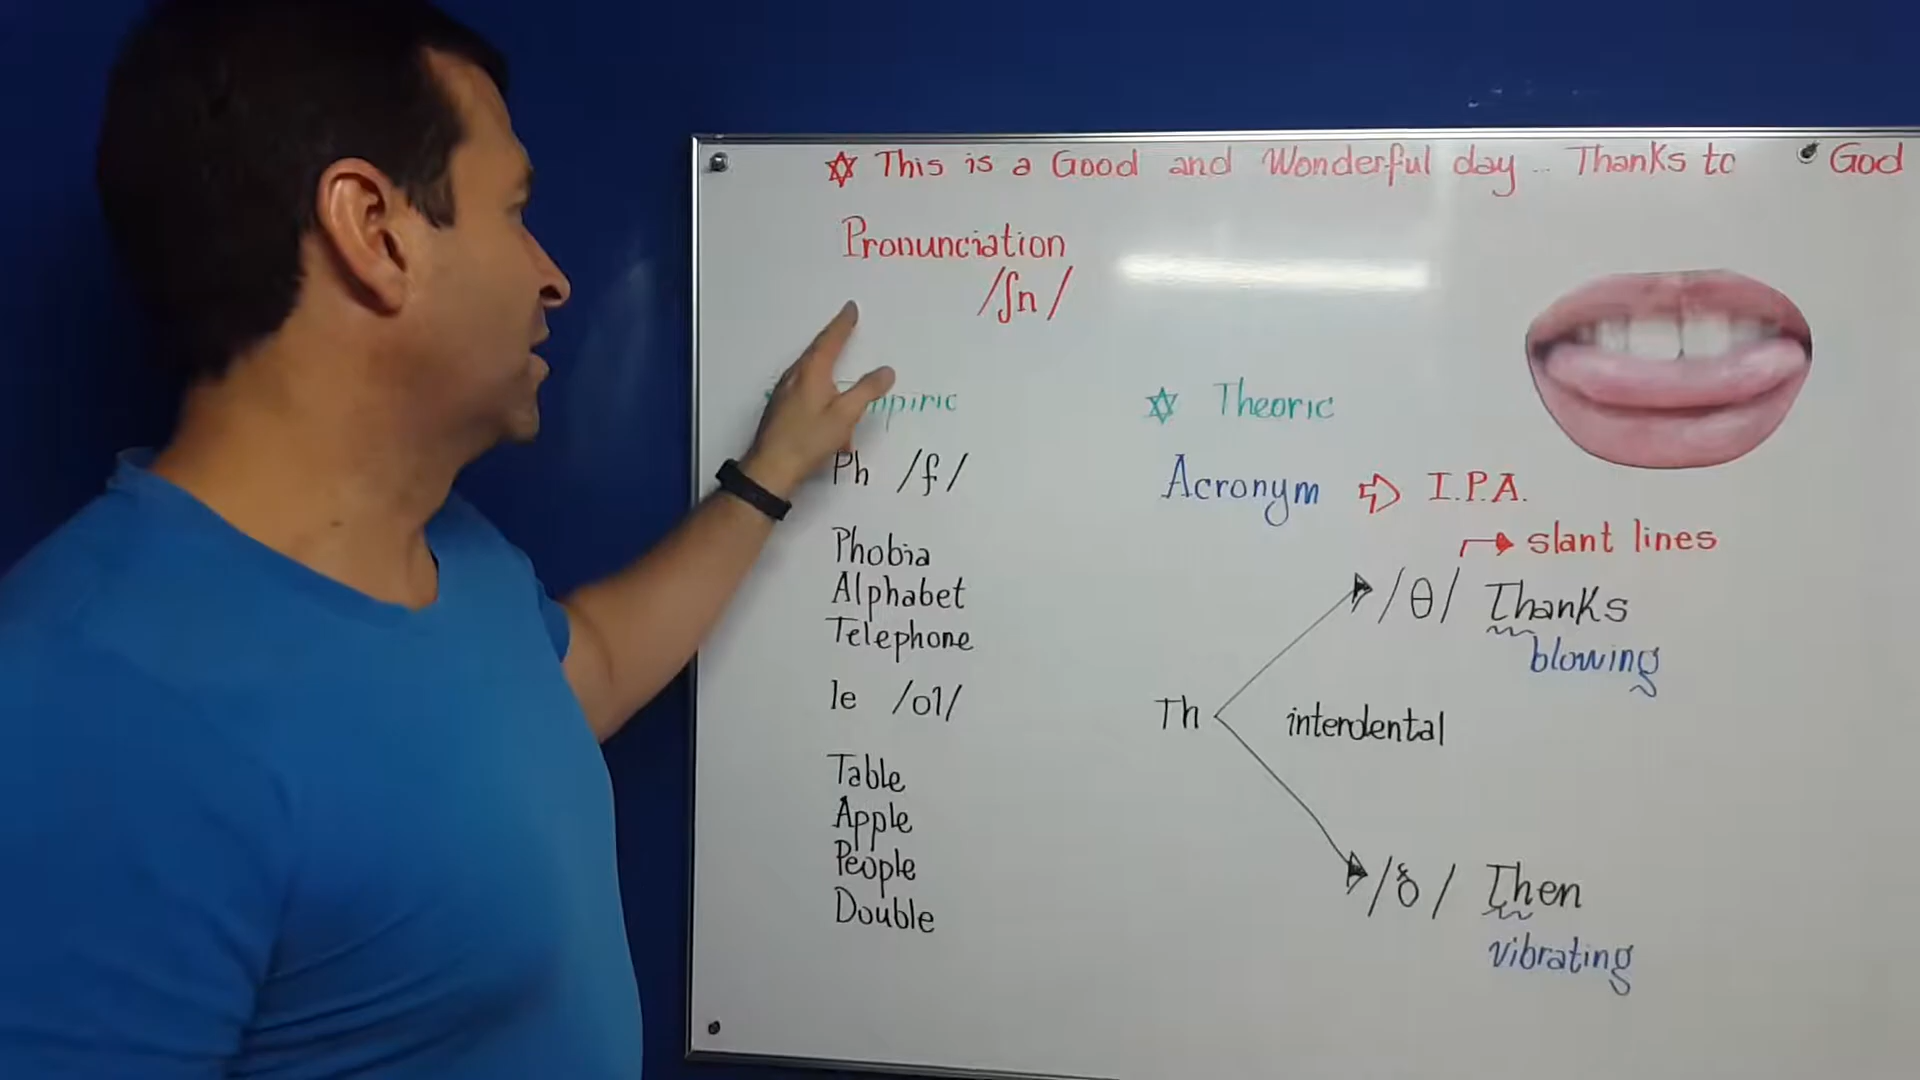 This is a Good and Wonderful day... Thanks to God
Pronunciation
/ʃn/
Ph /f/
Phobia
Alphabet
Telephone
le /ol/
Table
Apple
People
Double
Theoric
Acronym ⇨ I.P.A.
slant lines
/θ/ Thanks
blowing
Th interdental
/ð/ Then
vibrating